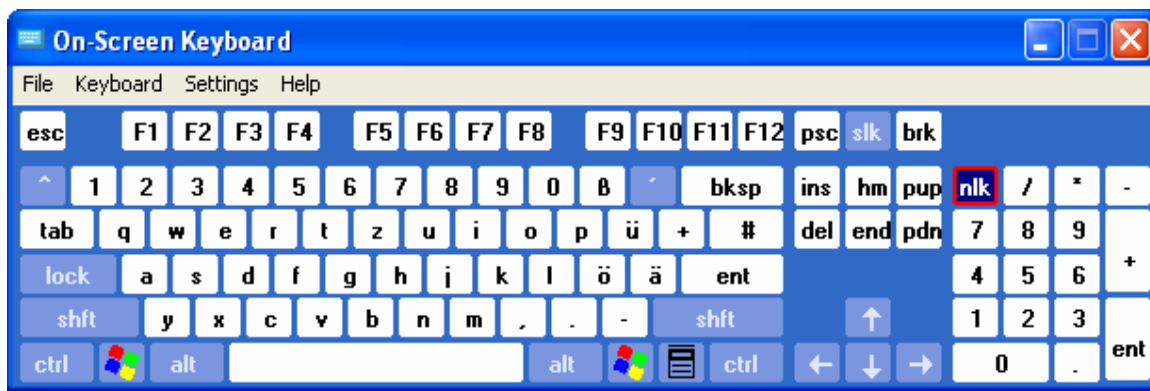 On-Screen Keyboard
File Keyboard Settings Help
esc F1 F2 F3 F4 F5 F6 F7 F8 F9 F10 F11 F12 psc slk brk
^ 1 2 3 4 5 6 7 8 9 0 ß ´ bksp ins hm pup nlk / * -
tab q w e r t z u i o p ü + # del end pdn 7 8 9 +
lock a s d f g h j k l ö ä ent 4 5 6
shft y x c v b n m , . - shft ↑ 1 2 3 ent
ctrl alt alt ctrl ← ↓ → 0 .